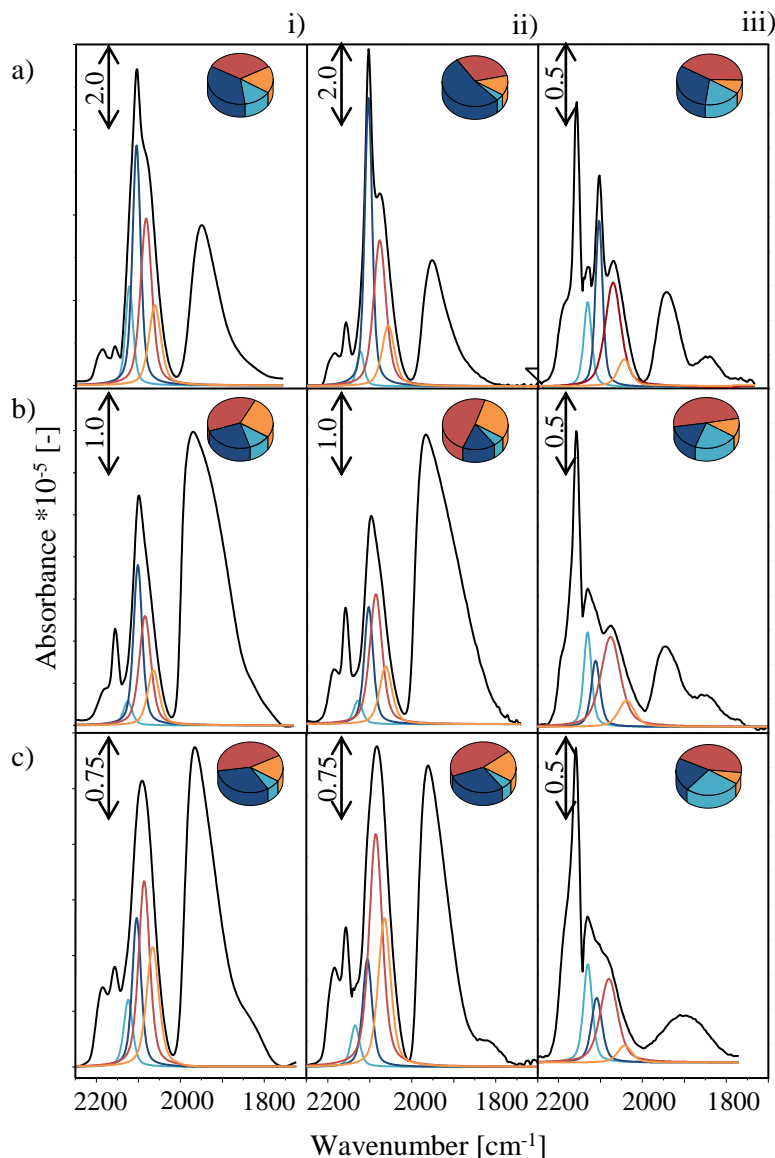 i) ii) iii)
a) 2.0 2.0 0.5
b) 1.0 1.0 0.5
c) 0.75 0.75 0.5
Absorbance *10⁻⁵ [-]
2200 2000 1800 2200 2000 1800 2200 2000 1800
Wavenumber [cm⁻¹]